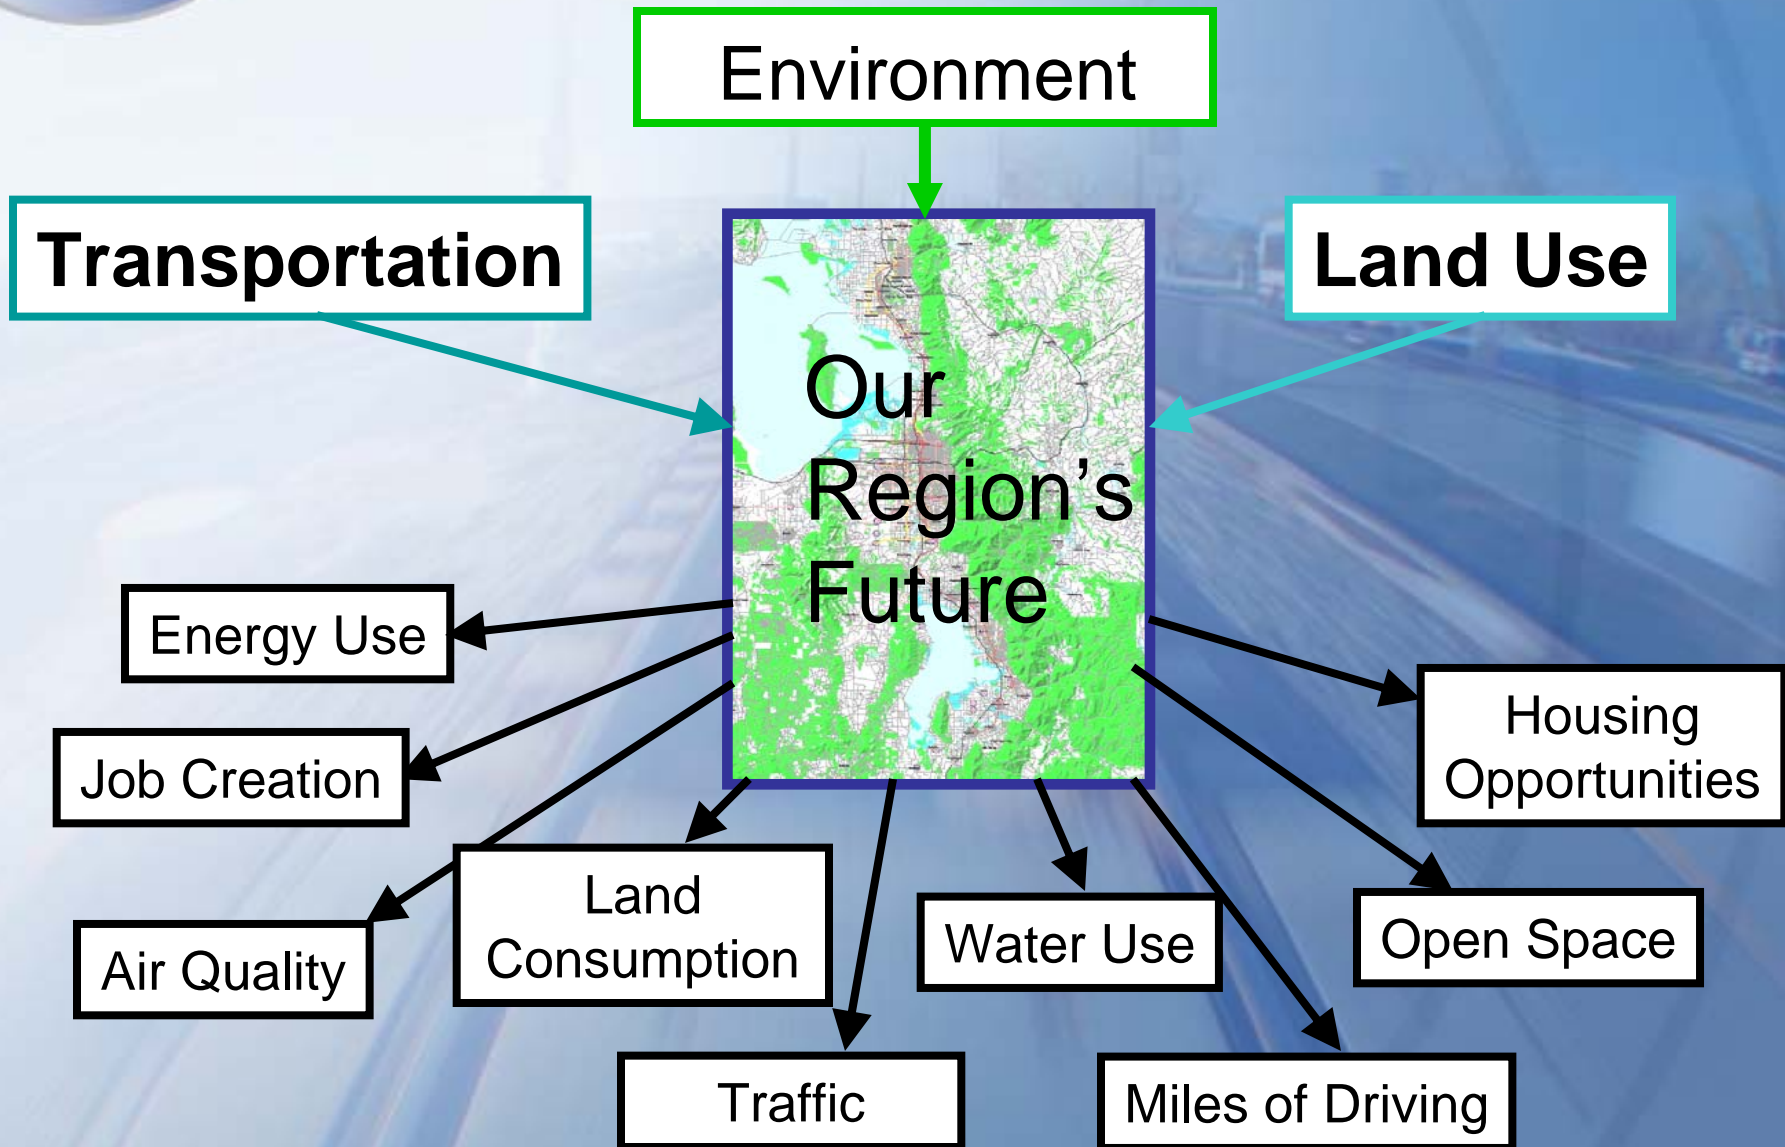 Environment
Transportation
Land Use
Our
Region’s
Future
Energy Use
Job Creation
Air Quality
Land
Consumption
Traffic
Water Use
Miles of Driving
Open Space
Housing
Opportunities